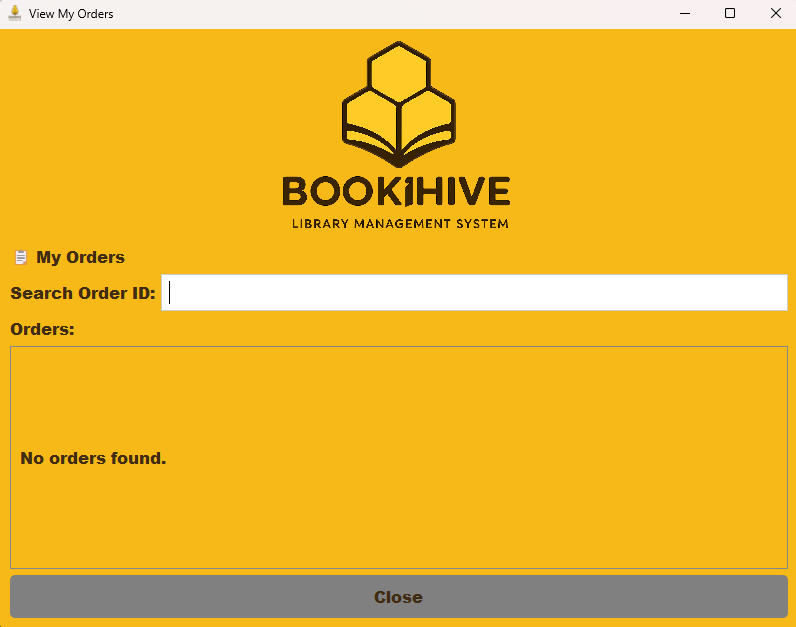 View My Orders
BOOKIHIVE
LIBRARY MANAGEMENT SYSTEM
My Orders
Search Order ID:
Orders:
No orders found.
Close